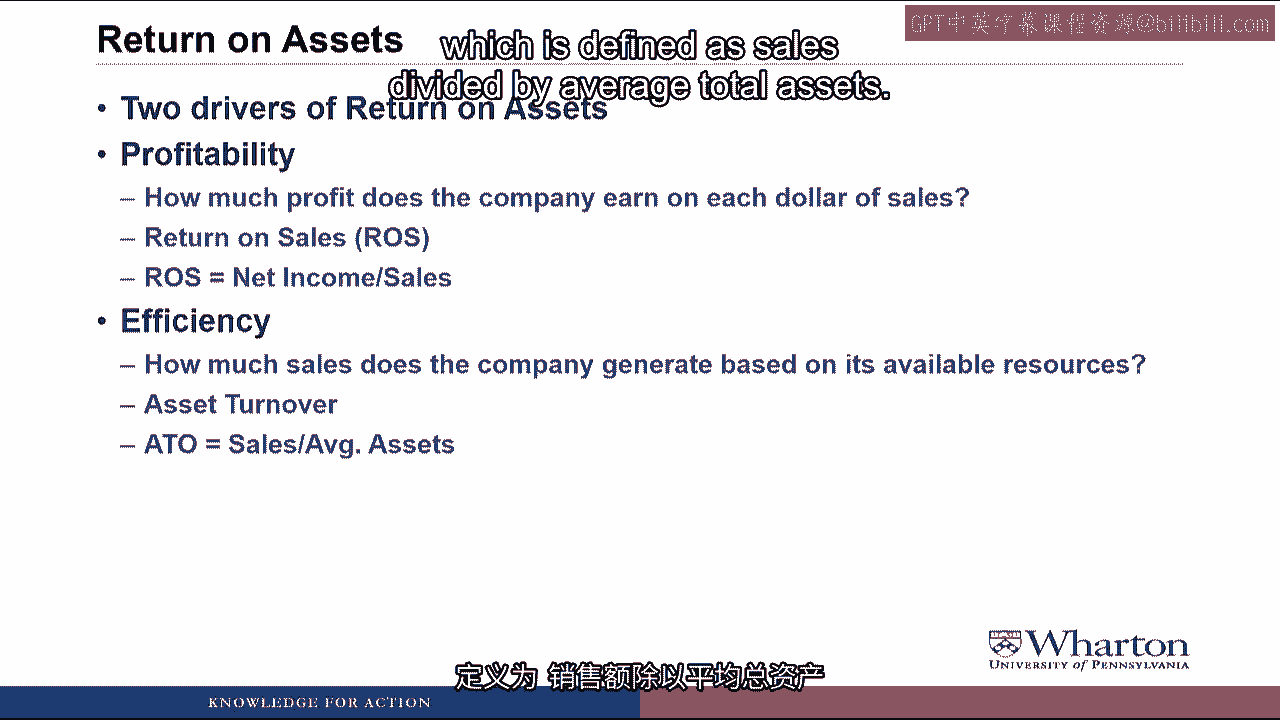 GPT中英字幕课程资源@bilibili.com
Return on Assets
which is defined as sales
divided by average total assets.
• Two drivers of Return on Assets
• Profitability
– How much profit does the company earn on each dollar of sales?
– Return on Sales (ROS)
– ROS = Net Income/Sales
• Efficiency
– How much sales does the company generate based on its available resources?
– Asset Turnover
– ATO = Sales/Avg. Assets
Wharton
UNIVERSITY of PENNSYLVANIA
定义为 销售额除以平均总资产
KNOWLEDGE FOR ACTION